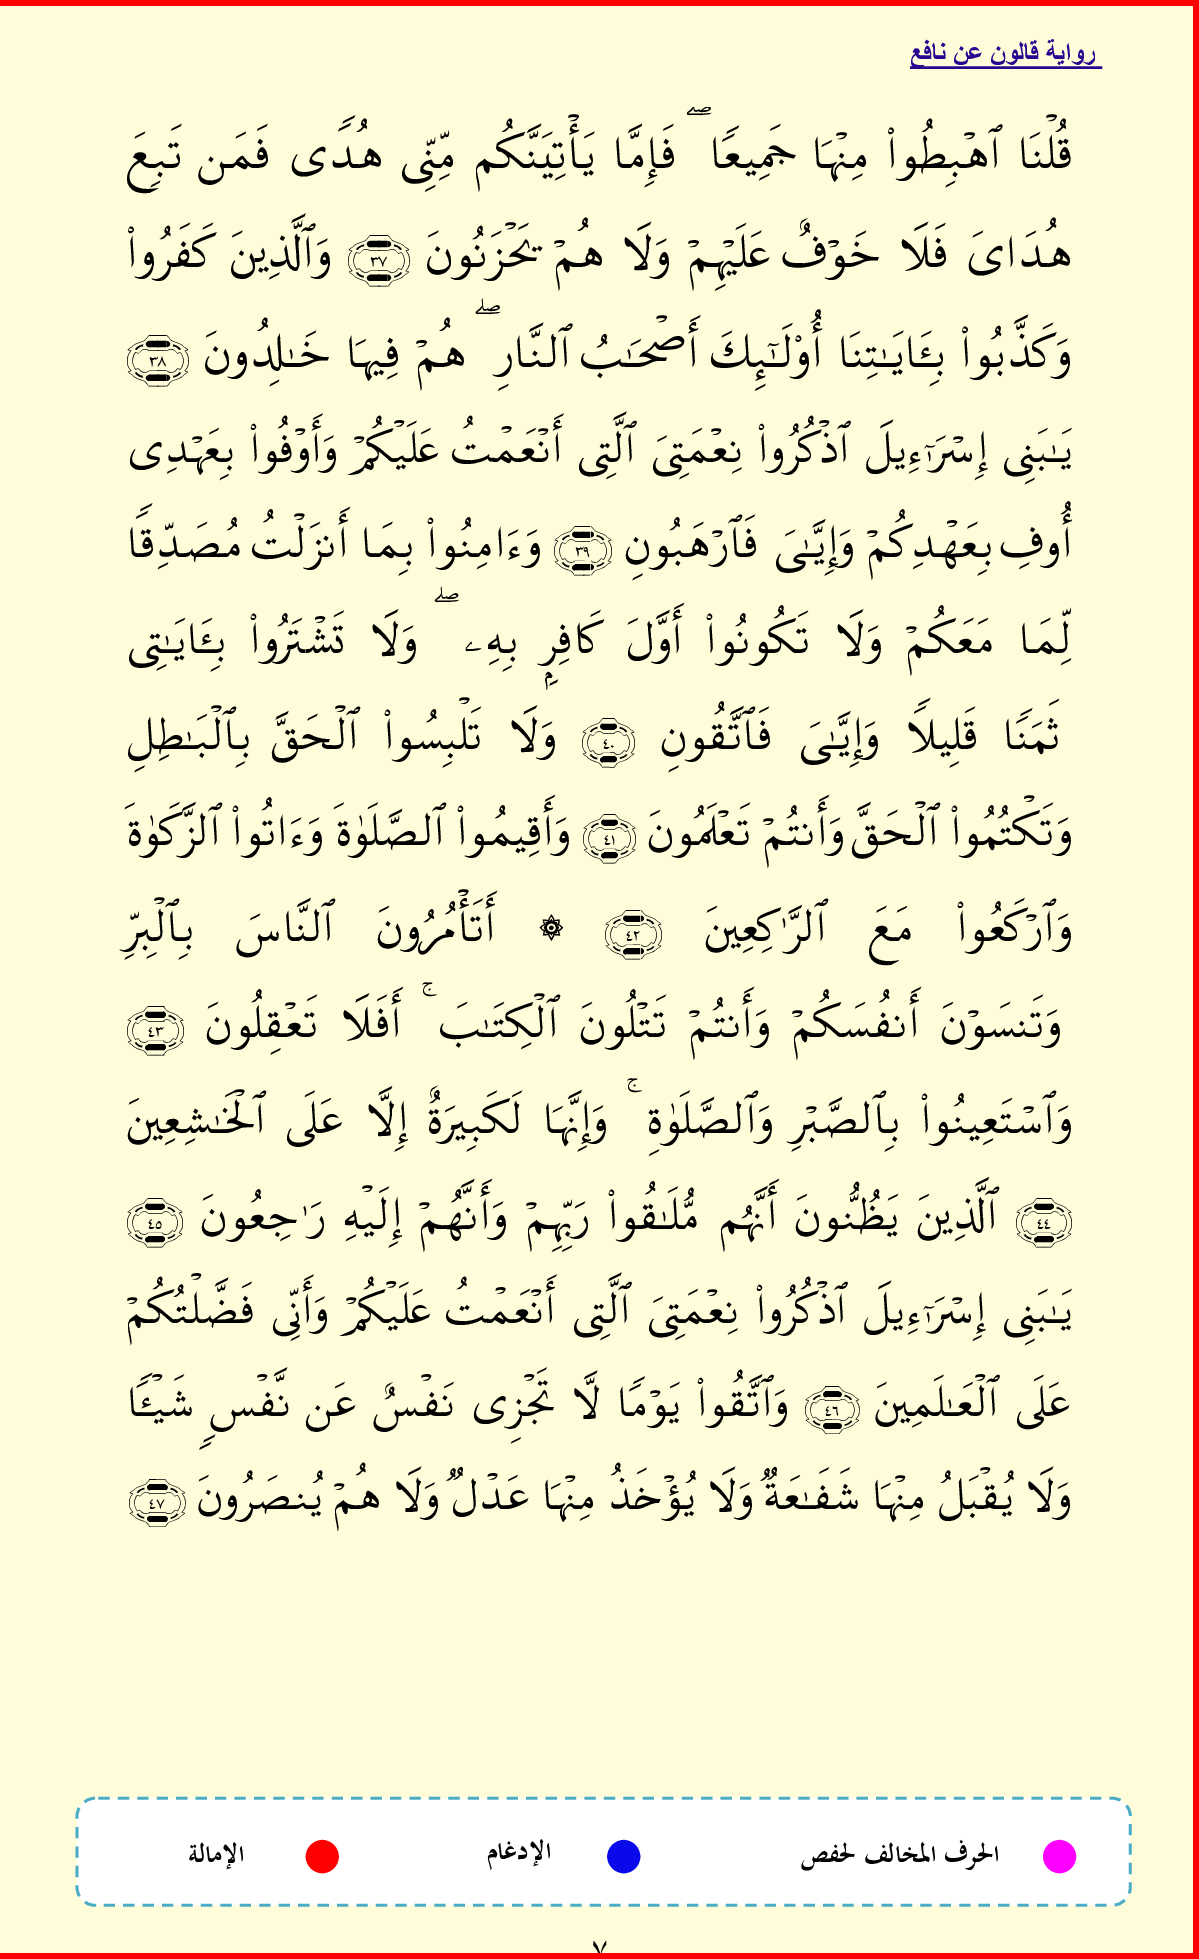 رواية قالون عن نافع
قُلْنَا ٱهْبِطُوا۟ مِنْهَا جَمِيعًا ۖ فَإِمَّا يَأْتِيَنَّكُم مِّنِّى هُدًى فَمَن تَبِعَ
هُدَاىَ فَلَا خَوْفٌ عَلَيْهِمْ وَلَا هُمْ يَحْزَنُونَ ٣٧ وَٱلَّذِينَ كَفَرُوا۟
وَكَذَّبُوا۟ بِـَٔايَـٰتِنَا أُو۟لَـٰٓئِكَ أَصْحَـٰبُ ٱلنَّارِ ۖ هُمْ فِيهَا خَـٰلِدُونَ ٣٨
يَـٰبَنِى إِسْرَٰٓءِيلَ ٱذْكُرُوا۟ نِعْمَتِىَ ٱلَّتِى أَنْعَمْتُ عَلَيْكُمْ وَأَوْفُوا۟ بِعَهْدِى
أُوفِ بِعَهْدِكُمْ وَإِيَّـٰىَ فَٱرْهَبُونِ ٣٩ وَءَامِنُوا۟ بِمَا أَنزَلْتُ مُصَدِّقًا
لِّمَا مَعَكُمْ وَلَا تَكُونُوا۟ أَوَّلَ كَافِرٍۭ بِهِۦ ۖ وَلَا تَشْتَرُوا۟ بِـَٔايَـٰتِى
ثَمَنًا قَلِيلًا وَإِيَّـٰىَ فَٱتَّقُونِ ٤٠ وَلَا تَلْبِسُوا۟ ٱلْحَقَّ بِٱلْبَـٰطِلِ
وَتَكْتُمُوا۟ ٱلْحَقَّ وَأَنتُمْ تَعْلَمُونَ ٤١ وَأَقِيمُوا۟ ٱلصَّلَوٰةَ وَءَاتُوا۟ ٱلزَّكَوٰةَ
وَٱرْكَعُوا۟ مَعَ ٱلرَّٰكِعِينَ ٤٢ ۞ أَتَأْمُرُونَ ٱلنَّاسَ بِٱلْبِرِّ
وَتَنسَوْنَ أَنفُسَكُمْ وَأَنتُمْ تَتْلُونَ ٱلْكِتَـٰبَ ۚ أَفَلَا تَعْقِلُونَ ٤٣
وَٱسْتَعِينُوا۟ بِٱلصَّبْرِ وَٱلصَّلَوٰةِ ۚ وَإِنَّهَا لَكَبِيرَةٌ إِلَّا عَلَى ٱلْخَـٰشِعِينَ
٤٤ ٱلَّذِينَ يَظُنُّونَ أَنَّهُم مُّلَـٰقُوا۟ رَبِّهِمْ وَأَنَّهُمْ إِلَيْهِ رَٰجِعُونَ ٤٥
يَـٰبَنِى إِسْرَٰٓءِيلَ ٱذْكُرُوا۟ نِعْمَتِىَ ٱلَّتِى أَنْعَمْتُ عَلَيْكُمْ وَأَنِّى فَضَّلْتُكُمْ
عَلَى ٱلْعَـٰلَمِينَ ٤٦ وَٱتَّقُوا۟ يَوْمًا لَّا تَجْزِى نَفْسٌ عَن نَّفْسٍ شَيْـًٔا
وَلَا يُقْبَلُ مِنْهَا شَفَـٰعَةٌ وَلَا يُؤْخَذُ مِنْهَا عَدْلٌ وَلَا هُمْ يُنصَرُونَ ٤٧
الحرف المخالف لحفص الإدغام الإمالة
٧